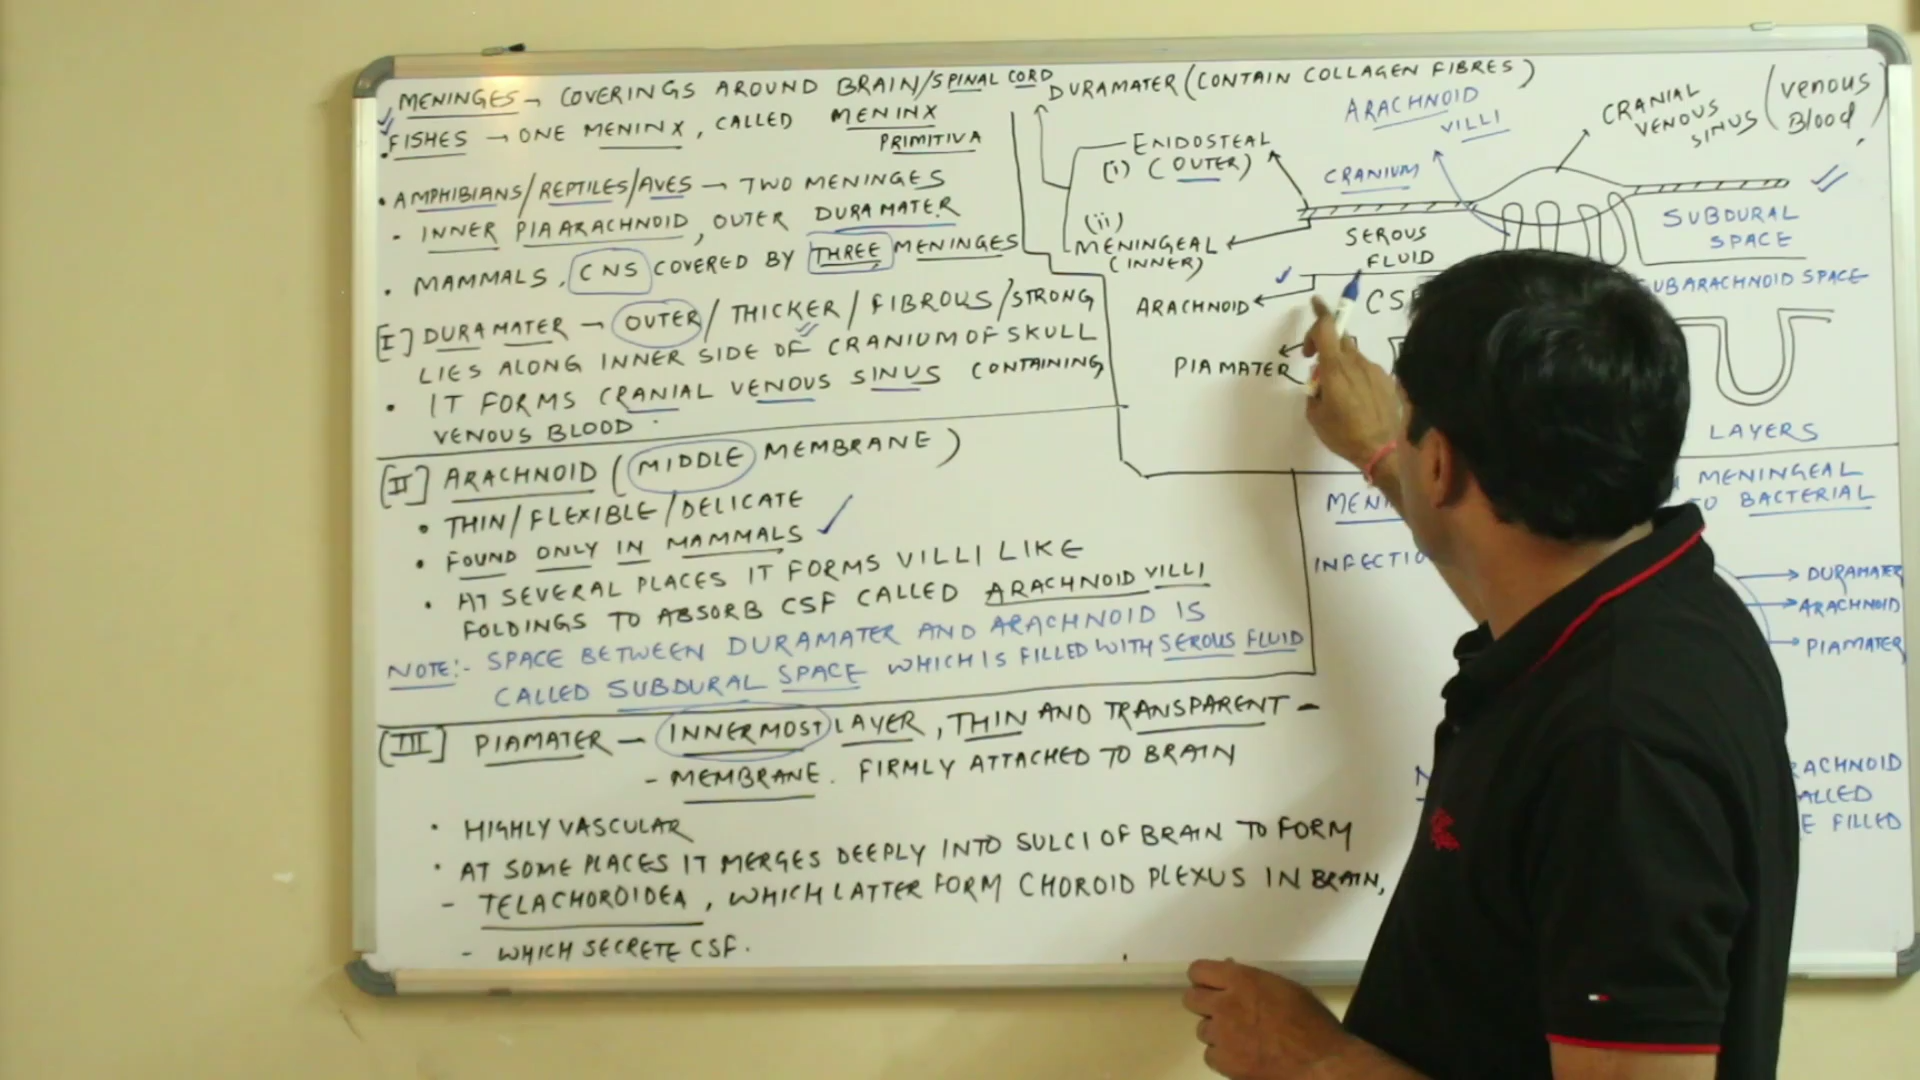 MENINGES → COVERINGS AROUND BRAIN/SPINAL CORD
FISHES → ONE MENINX, CALLED MENINX
PRIMITIVA
• AMPHIBIANS/REPTILES/AVES → TWO MENINGES
- INNER PIAARACHNOID, OUTER DURAMATER
• MAMMALS, CNS COVERED BY THREE MENINGES
[I] DURAMATER → OUTER/THICKER/FIBROUS/STRONG
LIES ALONG INNER SIDE OF CRANIUM OF SKULL
• IT FORMS CRANIAL VENOUS SINUS CONTAINING
VENOUS BLOOD.
[II] ARACHNOID (MIDDLE MEMBRANE)
• THIN/FLEXIBLE/DELICATE
• FOUND ONLY IN MAMMALS
• AT SEVERAL PLACES IT FORMS VILLI LIKE
FOLDINGS TO ABSORB CSF CALLED ARACHNOID VILLI
NOTE:- SPACE BETWEEN DURAMATER AND ARACHNOID IS
CALLED SUBDURAL SPACE WHICH IS FILLED WITH SEROUS FLUID
[III] PIAMATER - INNERMOST LAYER, THIN AND TRANSPARENT -
- MEMBRANE. FIRMLY ATTACHED TO BRAIN
• HIGHLY VASCULAR
• AT SOME PLACES IT MERGES DEEPLY INTO SULCI OF BRAIN TO FORM
- TELACHOROIDEA, WHICH LATTER FORM CHOROID PLEXUS IN BRAIN,
- WHICH SECRETE CSF.
DURAMATER (CONTAIN COLLAGEN FIBRES)
ENDOSTEAL
(i) (OUTER)
(ii)
MENINGEAL
(INNER)
ARACHNOID
PIAMATER
ARACHNOID
VILLI
CRANIUM
SEROUS
FLUID
CRANIAL
VENOUS
SINUS
(VENOUS
BLOOD)
SUBDURAL
SPACE
SUBARACHNOID SPACE
LAYERS
MENINGEAL
TO BACTERIAL
DURAMATER
ARACHNOID
PIAMATER
ARACHNOID
CALLED
FILLED